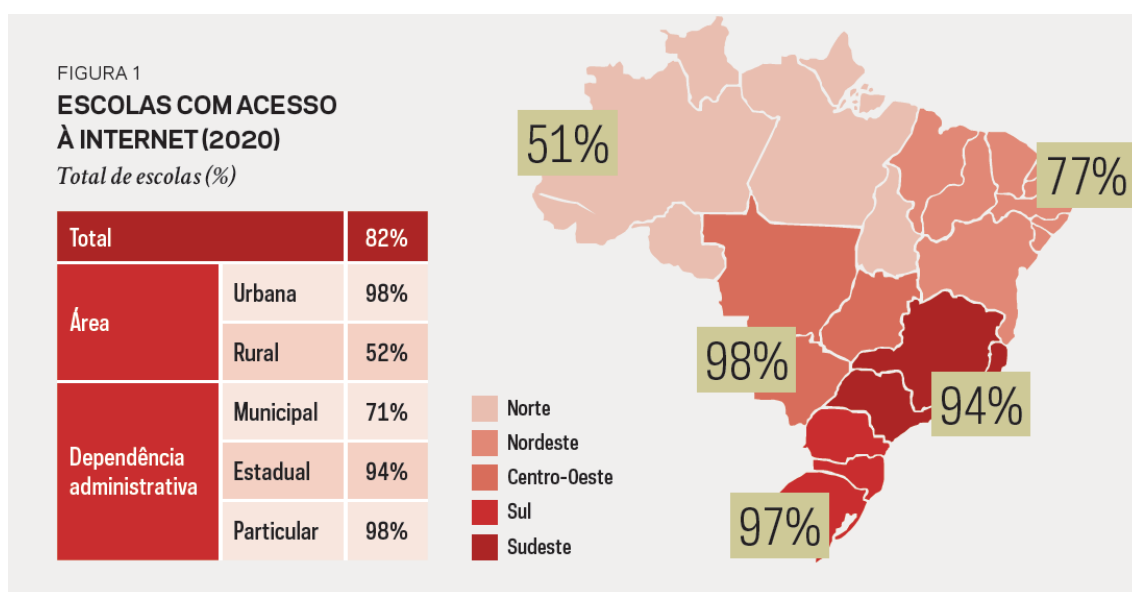 FIGURA 1
ESCOLAS COM ACESSO
À INTERNET (2020)
Total de escolas (%)
Total 82%
Área
Urbana 98%
Rural 52%
Dependência
administrativa
Municipal 71%
Estadual 94%
Particular 98%
Norte
Nordeste
Centro-Oeste
Sul
Sudeste
51%
77%
98%
94%
97%